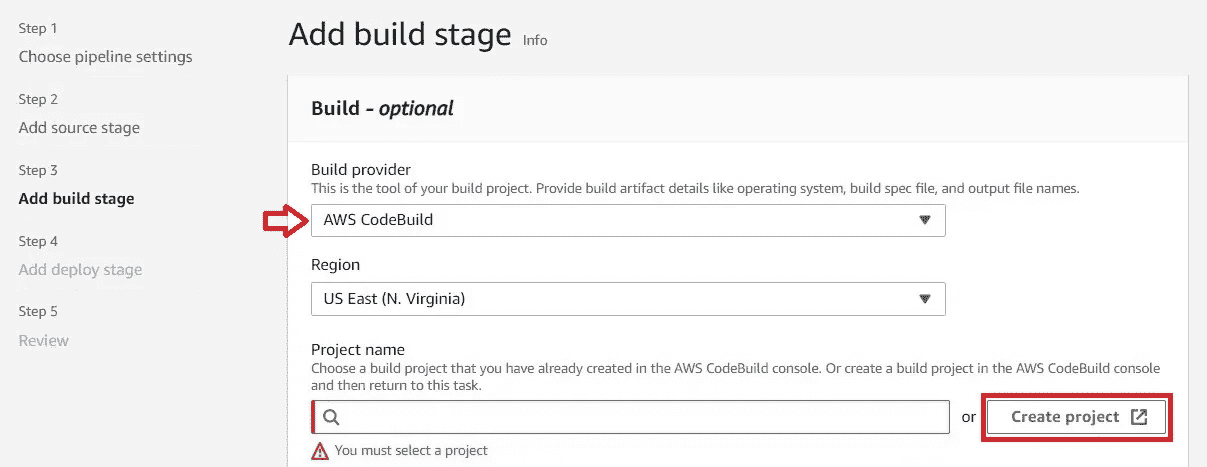 Step 1
Choose pipeline settings
Step 2
Add source stage
Step 3
Add build stage
Step 4
Add deploy stage
Step 5
Review
Add build stage Info
Build - optional
Build provider
This is the tool of your build project. Provide build artifact details like operating system, build spec file, and output file names.
AWS CodeBuild
Region
US East (N. Virginia)
Project name
Choose a build project that you have already created in the AWS CodeBuild console. Or create a build project in the AWS CodeBuild console
and then return to this task.
or Create project
You must select a project